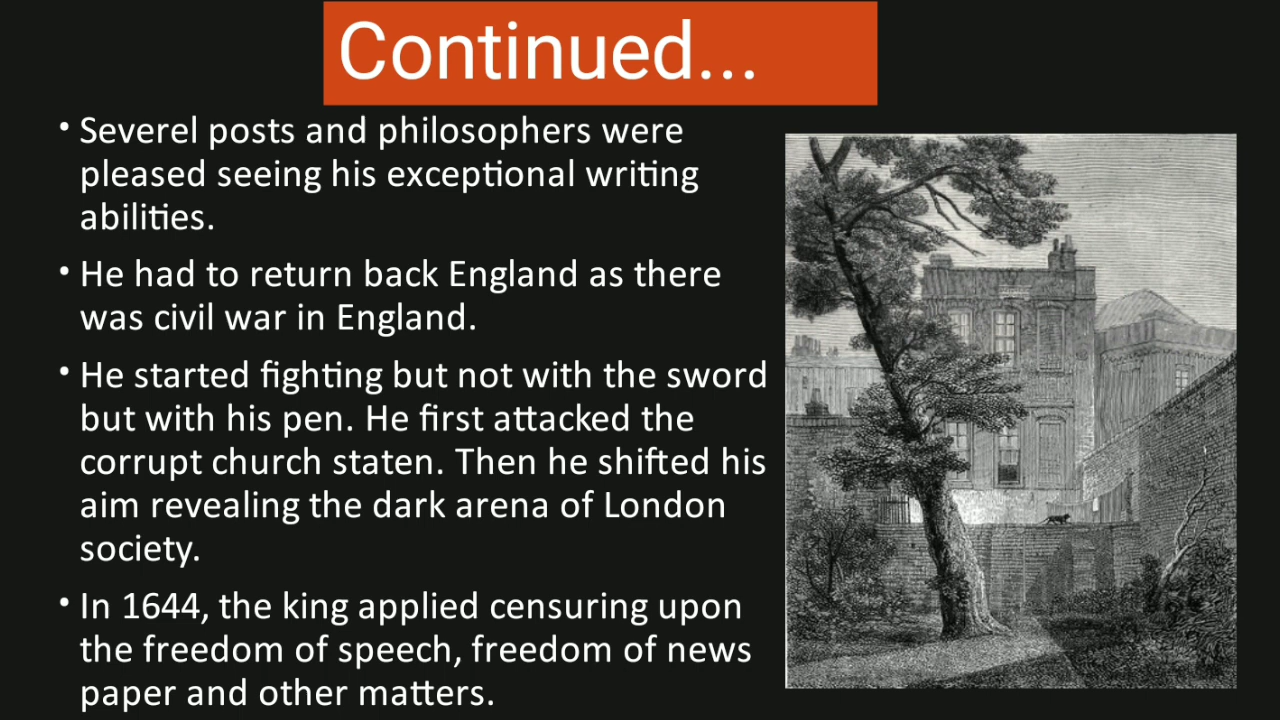 Continued...
• Severel posts and philosophers were
pleased seeing his exceptional writing
abilities.
• He had to return back England as there
was civil war in England.
• He started fighting but not with the sword
but with his pen. He first attacked the
corrupt church staten. Then he shifted his
aim revealing the dark arena of London
society.
• In 1644, the king applied censuring upon
the freedom of speech, freedom of news
paper and other matters.